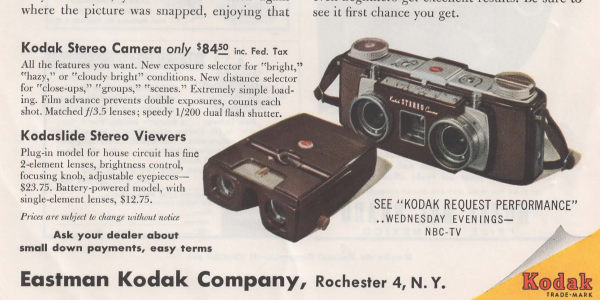 where the picture was snapped, enjoying that
see it first chance you get.
Kodak Stereo Camera only $84.50 inc. Fed. Tax
All the features you want. New exposure selector for "bright,"
"hazy," or "cloudy bright" conditions. New distance selector
for "close-ups," "groups," "scenes." Extremely simple load-
ing. Film advance prevents double exposures, counts each
shot. Matched f/3.5 lenses; speedy 1/200 dual flash shutter.
Kodaslide Stereo Viewers
Plug-in model for house circuit has fine
2-element lenses, brightness control,
focusing knob, adjustable eyepieces—
$23.75. Battery-powered model, with
single-element lenses, $12.75.
Prices are subject to change without notice
Ask your dealer about
small down payments, easy terms
Kodak STEREO Camera
SEE "KODAK REQUEST PERFORMANCE"
..WEDNESDAY EVENINGS—
NBC-TV
Eastman Kodak Company, Rochester 4, N. Y.
Kodak
TRADE-MARK